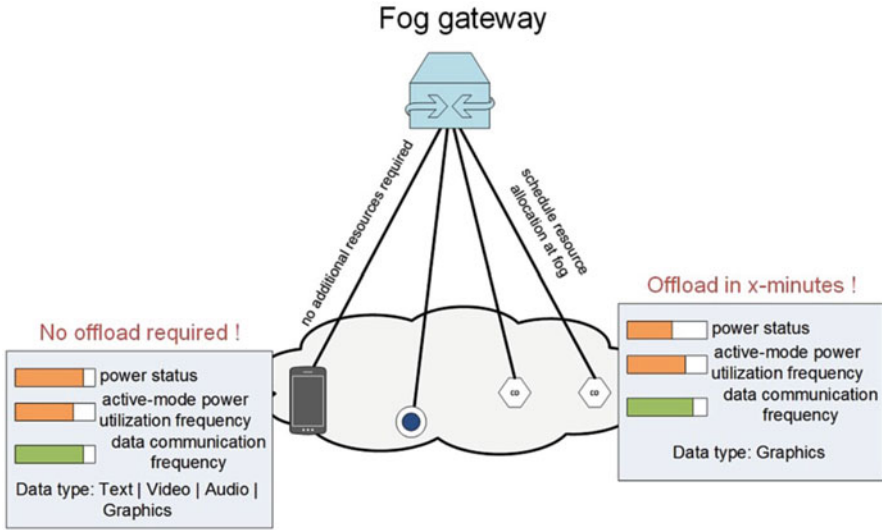 Fog gateway
no additional resources required
schedule resource
allocation at fog
No offload required !
power status
active-mode power
utilization frequency
data communication
frequency
Data type: Text | Video | Audio |
Graphics
Offload in x-minutes !
power status
active-mode power
utilization frequency
data communication
frequency
Data type: Graphics